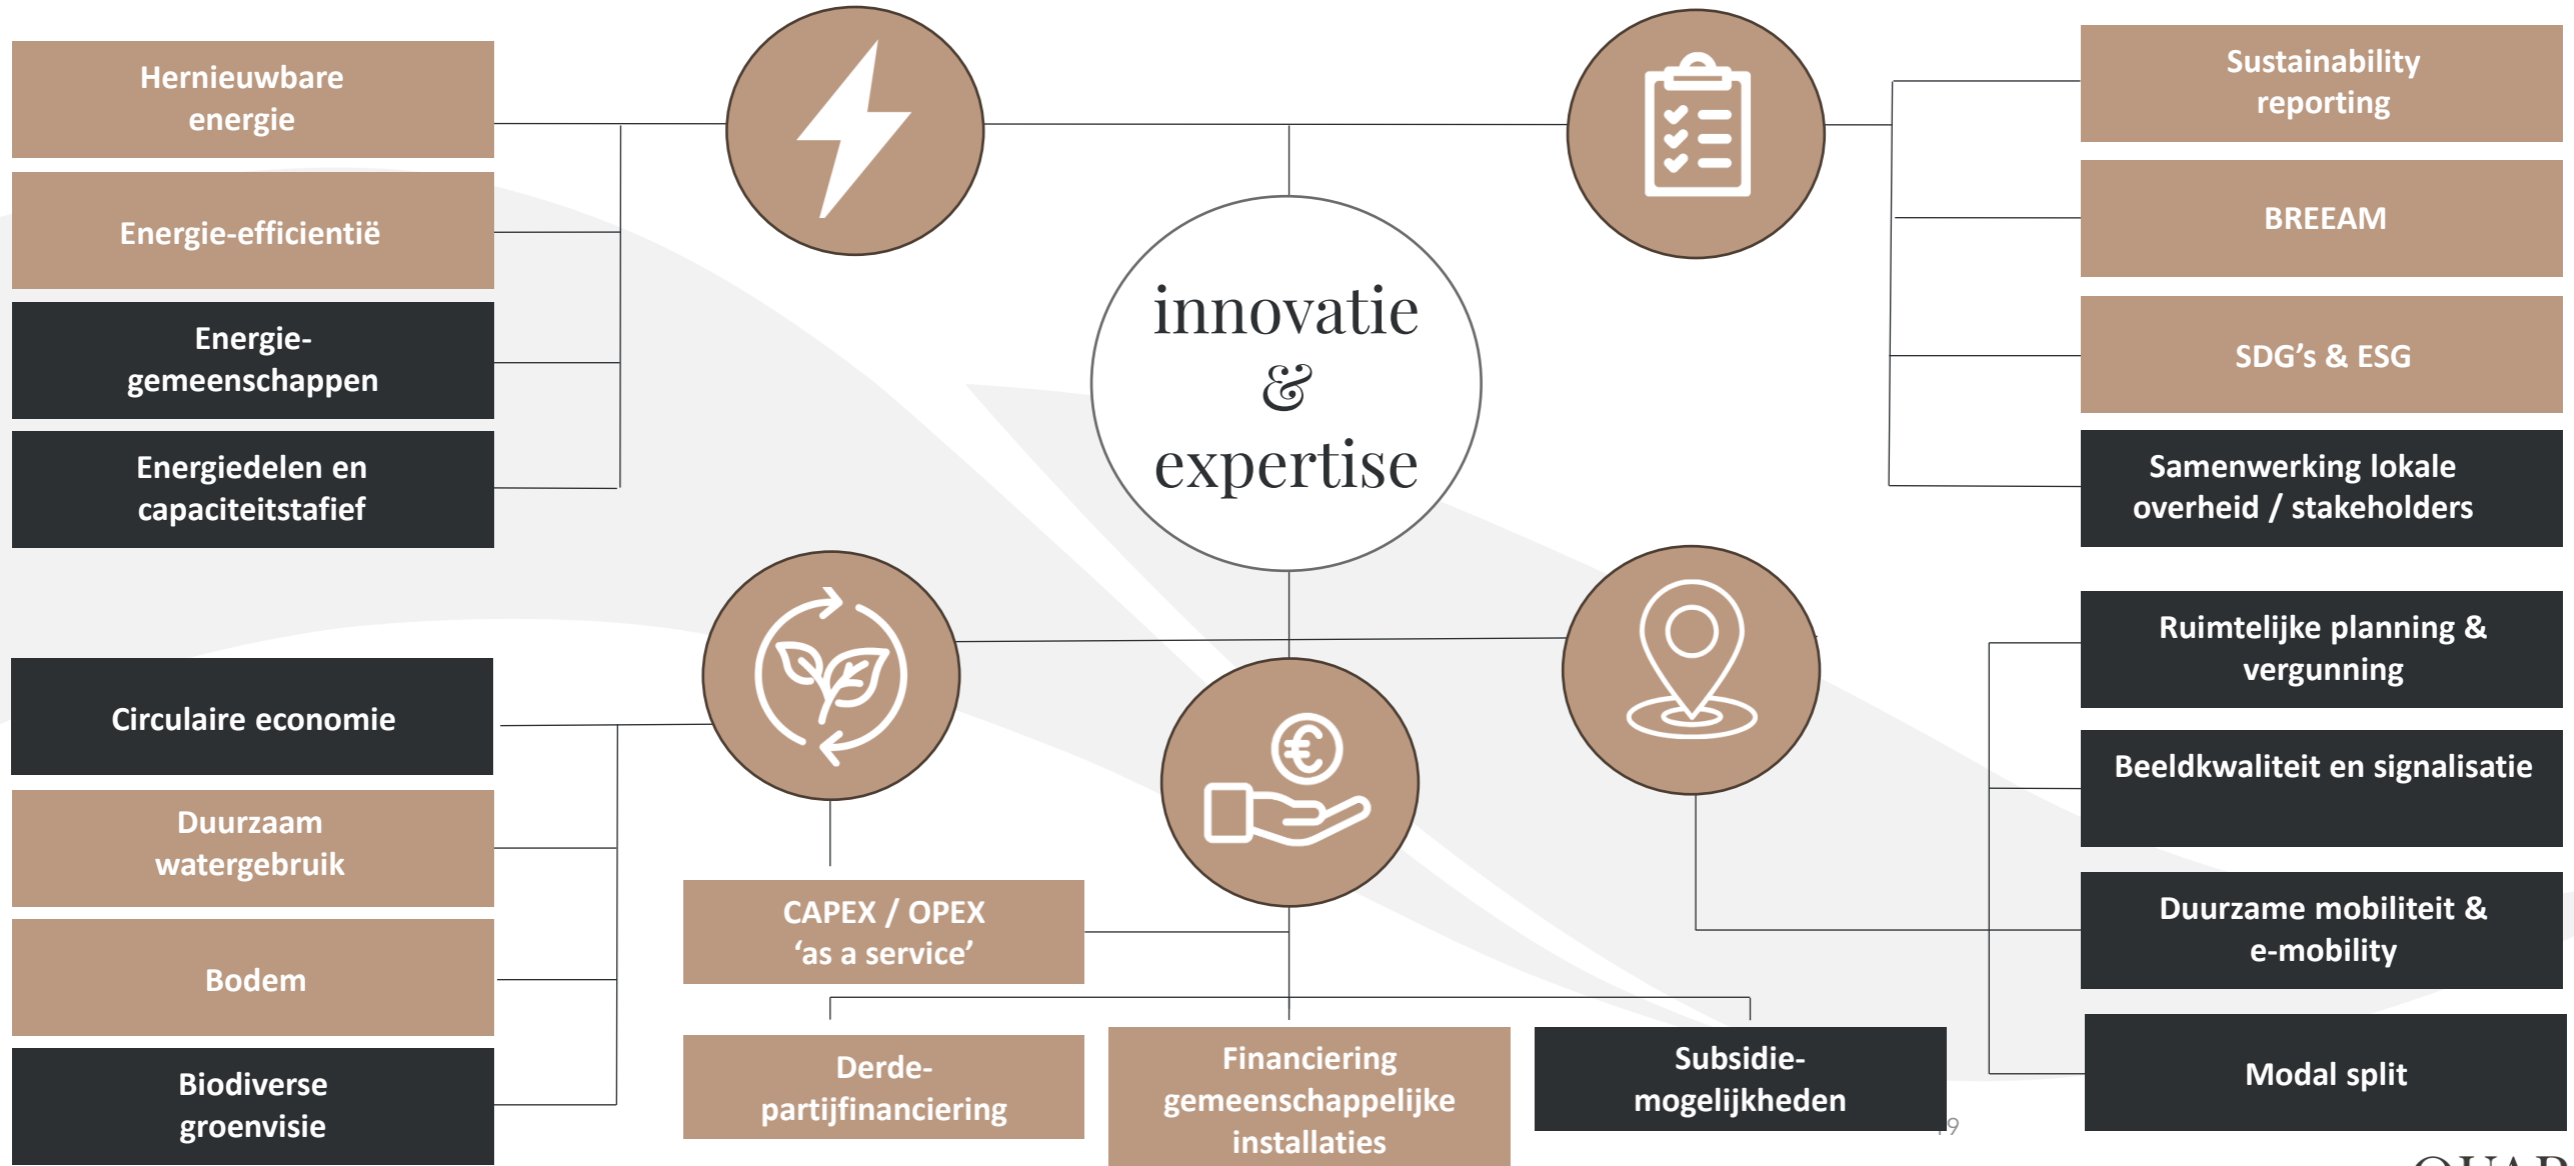 Hernieuwbare
energie
Energie-efficientië
Energie-
gemeenschappen
Energiedelen en
capaciteitstafief
innovatie
&
expertise
Sustainability
reporting
BREEAM
SDG’s & ESG
Samenwerking lokale
overheid / stakeholders
Circulaire economie
Duurzaam
watergebruik
Bodem
Biodiverse
groenvisie
€
CAPEX / OPEX
‘as a service’
Derde-
partijfinanciering
Financiering
gemeenschappelijke
installaties
Subsidie-
mogelijkheden
Ruimtelijke planning &
vergunning
Beeldkwaliteit en signalisatie
Duurzame mobiliteit &
e-mobility
Modal split